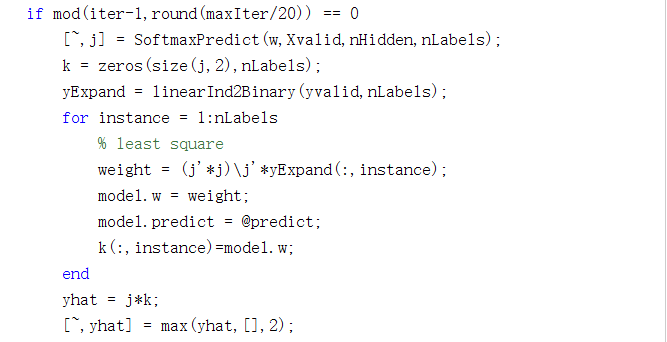 if mod(iter-1,round(maxIter/20)) == 0
[~,j] = SoftmaxPredict(w,Xvalid,nHidden,nLabels);
k = zeros(size(j,2),nLabels);
yExpand = linearInd2Binary(yvalid,nLabels);
for instance = 1:nLabels
% least square
weight = (j'*j)\j'*yExpand(:,instance);
model.w = weight;
model.predict = @predict;
k(:,instance)=model.w;
end
yhat = j*k;
[~,yhat] = max(yhat,[],2);